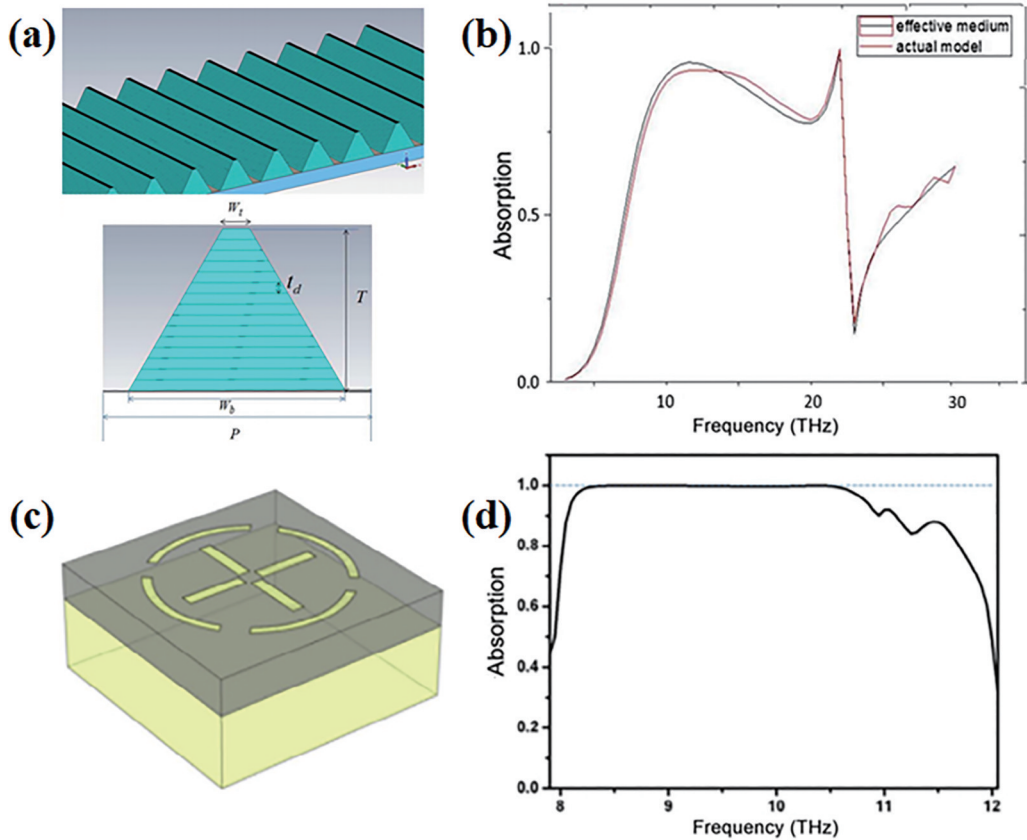 (a)
W_t
t_d
T
W_b
P
(b)
effective medium
actual model
1.0
0.5
0.0
Absorption
10
20
30
Frequency (THz)
(c)
(d)
1.0
0.8
0.6
0.4
0.2
0.0
Absorption
8
9
10
11
12
Frequency (THz)